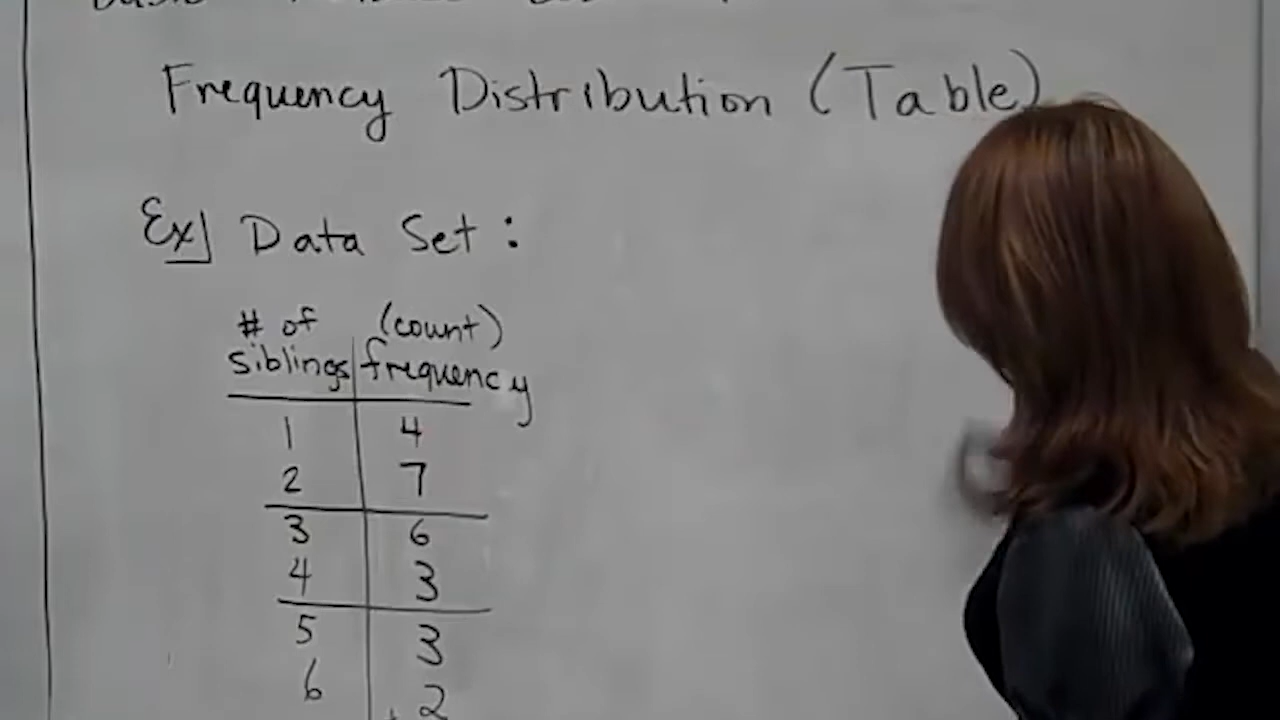 Frequency Distribution (Table)
Ex] Data Set :
# of (count)
siblings frequency
1 4
2 7
3 6
4 3
5 3
6 2